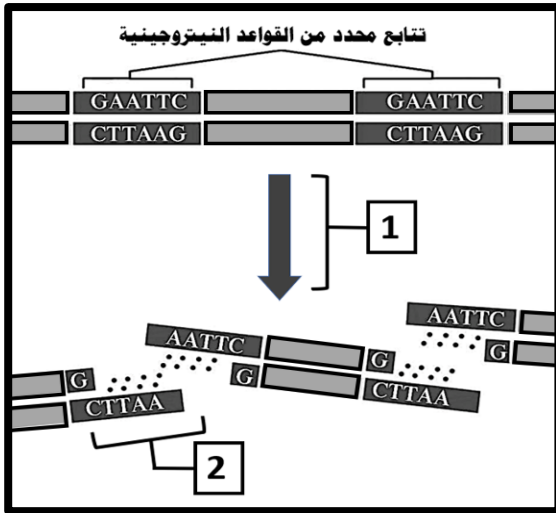 تتابع محدد من القواعد النيتروجينية
GAATTC GAATTC
CTTAAG CTTAAG
1
AATTC
AATTC G
G G
G CTTAA
CTTAA
2